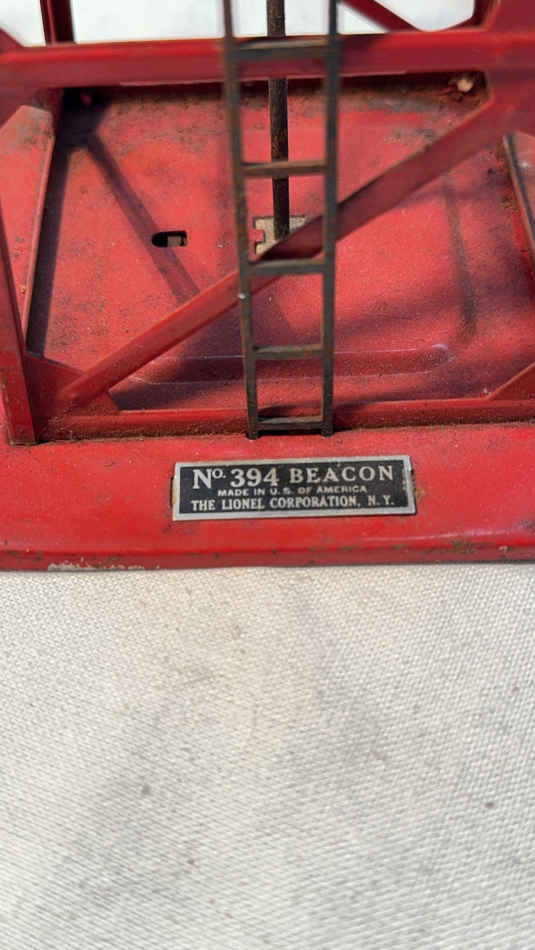 No. 394 BEACON
MADE IN U. S. OF AMERICA
THE LIONEL CORPORATION, N. Y.